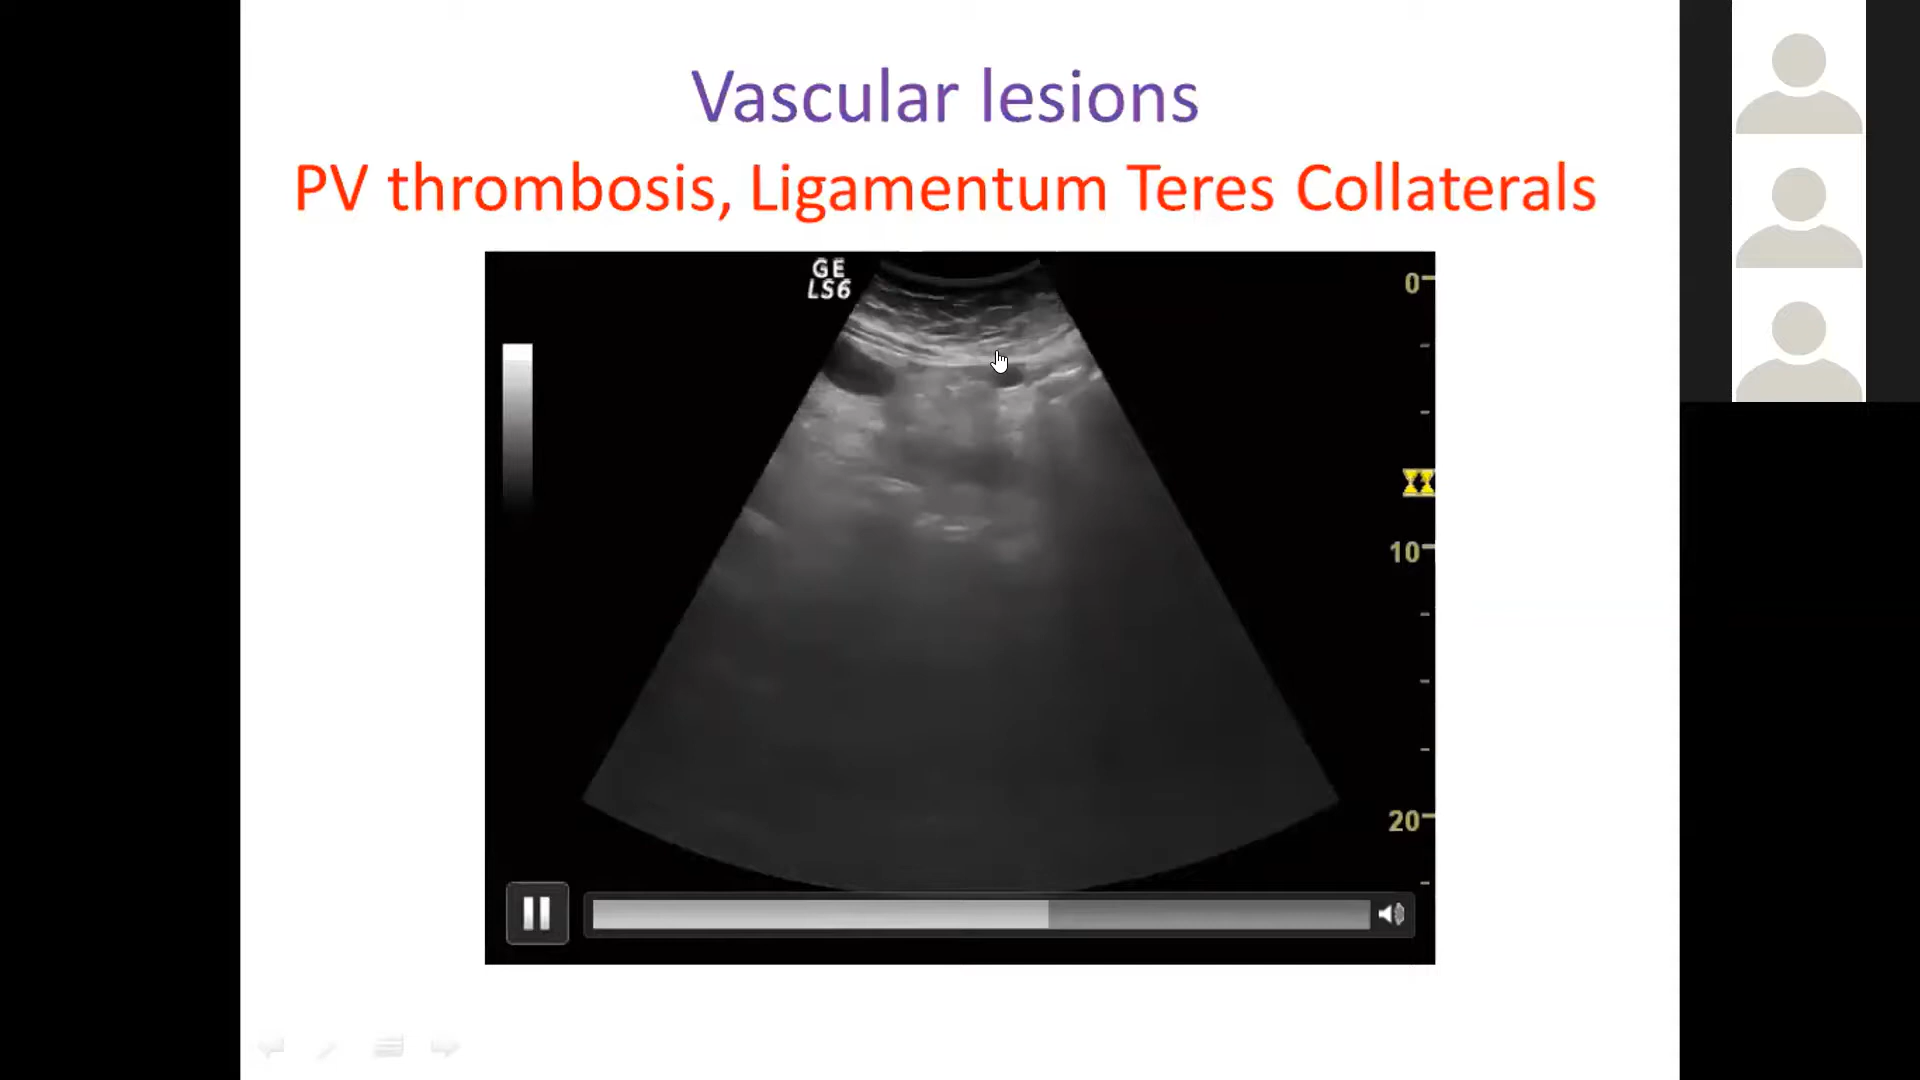 Vascular lesions
PV thrombosis, Ligamentum Teres Collaterals
GE
LS6
0
10
20